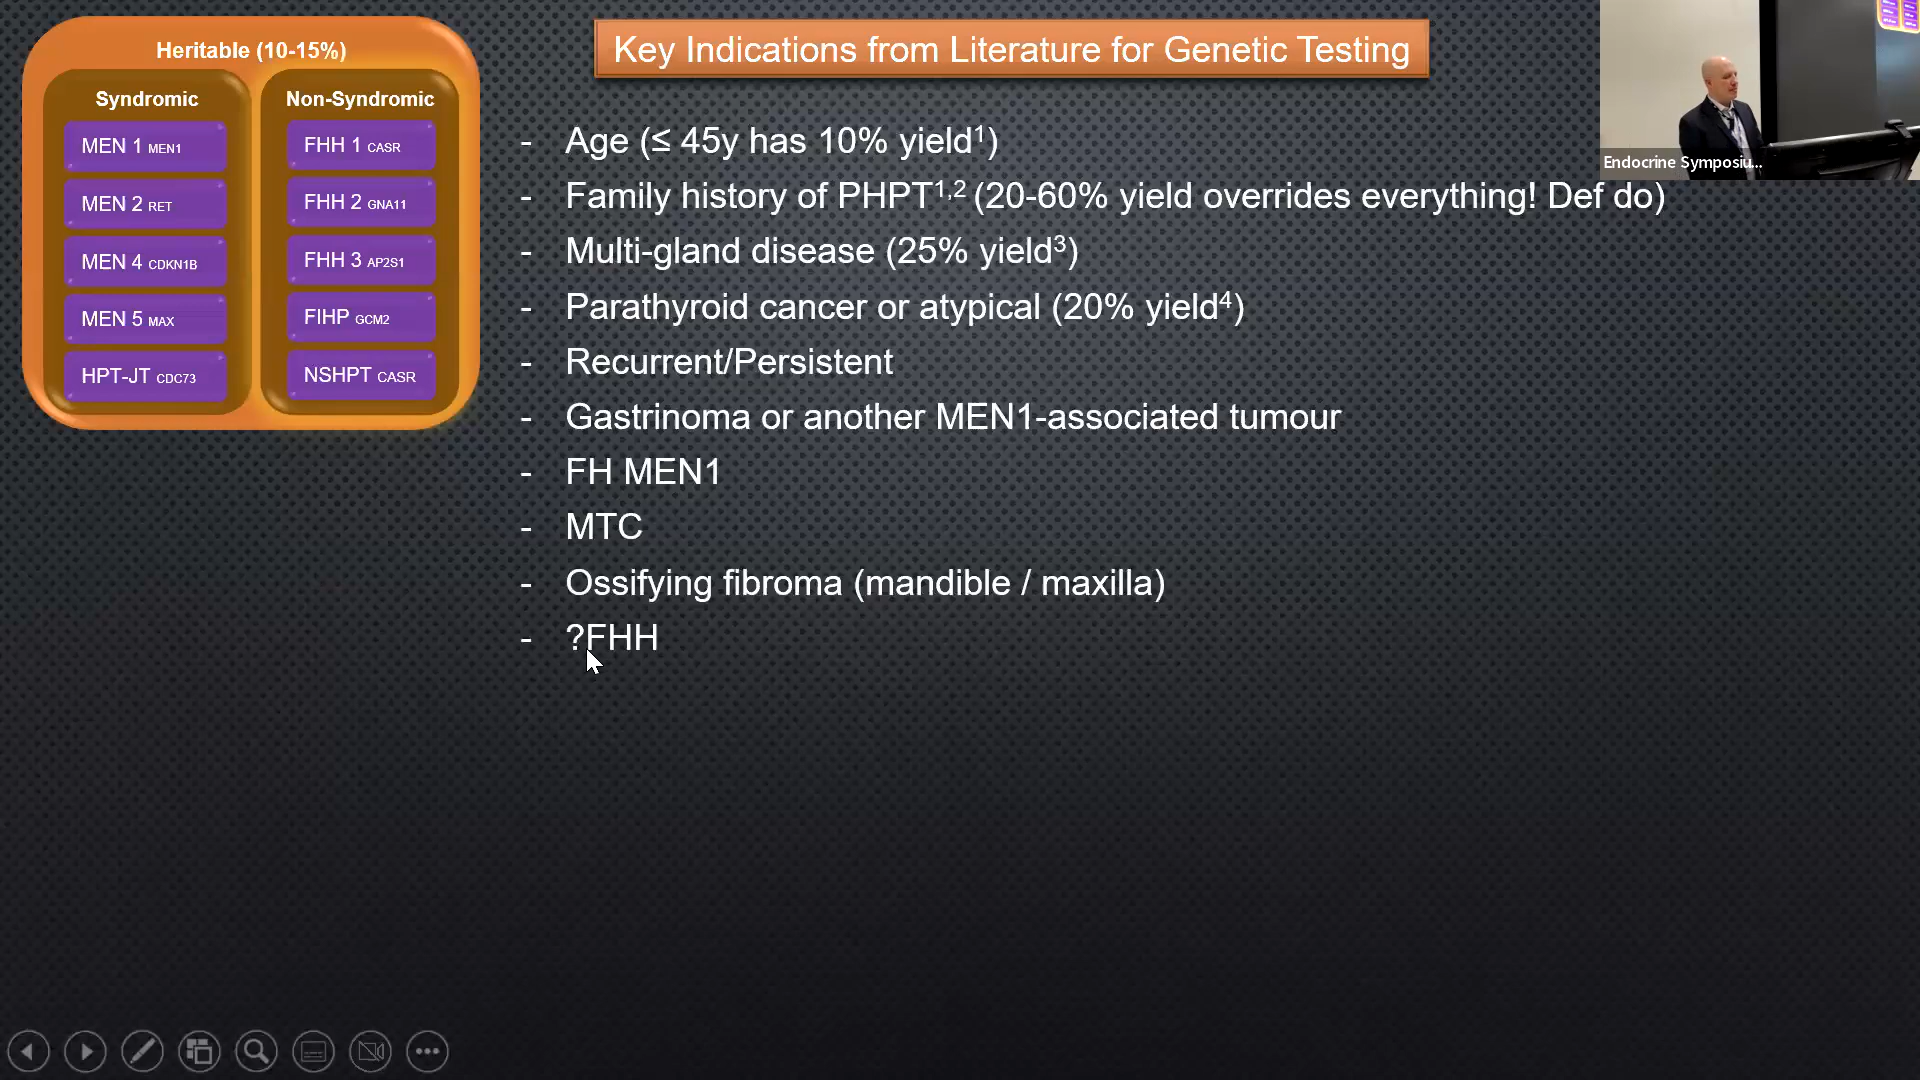 Heritable (10-15%)
Syndromic
MEN 1 MEN1
MEN 2 RET
MEN 4 CDKN1B
MEN 5 MAX
HPT-JT CDC73
Non-Syndromic
FHH 1 CASR
FHH 2 GNA11
FHH 3 AP2S1
FIHP GCM2
NSHPT CASR
Key Indications from Literature for Genetic Testing
- Age (≤ 45y has 10% yield¹)
- Family history of PHPT¹,² (20-60% yield overrides everything! Def do)
- Multi-gland disease (25% yield³)
- Parathyroid cancer or atypical (20% yield⁴)
- Recurrent/Persistent
- Gastrinoma or another MEN1-associated tumour
- FH MEN1
- MTC
- Ossifying fibroma (mandible / maxilla)
- ?FHH
Endocrine Symposiu...